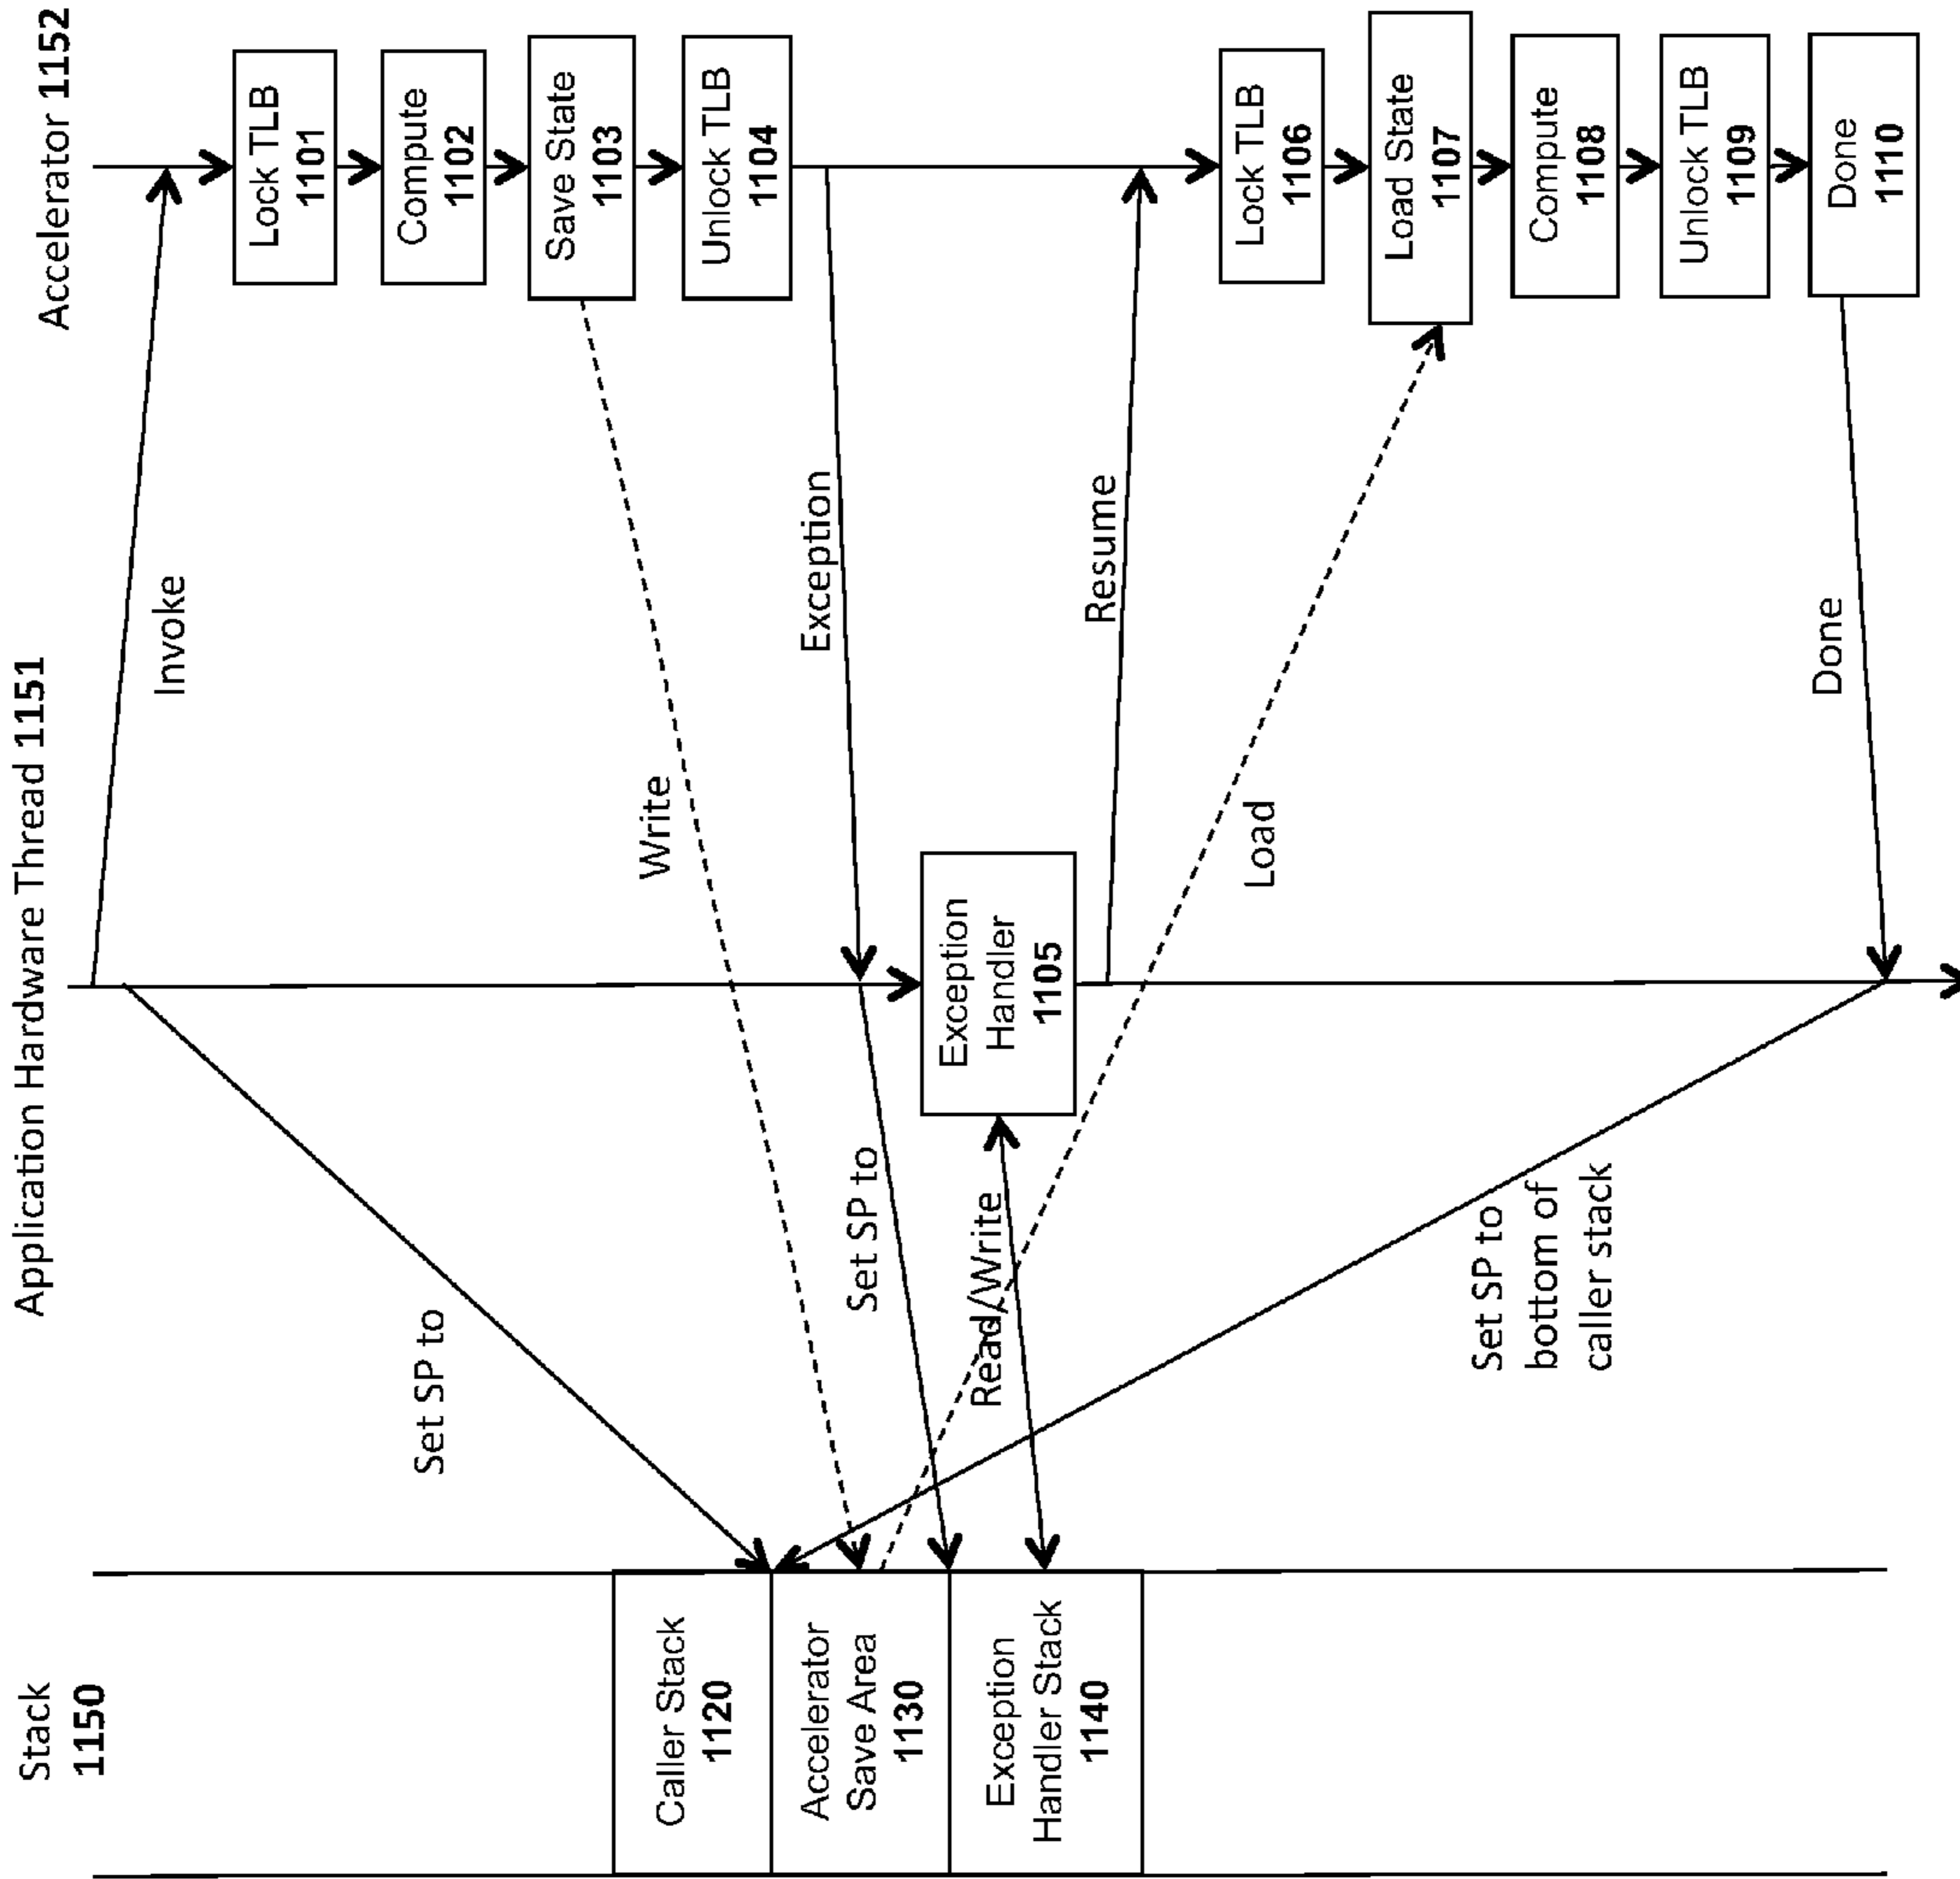 Stack
1150
Application Hardware Thread 1151
Accelerator 1152
Invoke
Lock TLB
1101
Compute
1102
Set SP to
Write
Save State
1103
Unlock TLB
1104
Caller Stack
1120
Accelerator
Save Area
1130
Exception
Handler Stack
1140
Exception
Set SP to
Exception
Handler
1105
Read/Write
Resume
Load
Lock TLB
1106
Load State
1107
Compute
1108
Unlock TLB
1109
Set SP to
bottom of
caller stack
Done
Done
1110